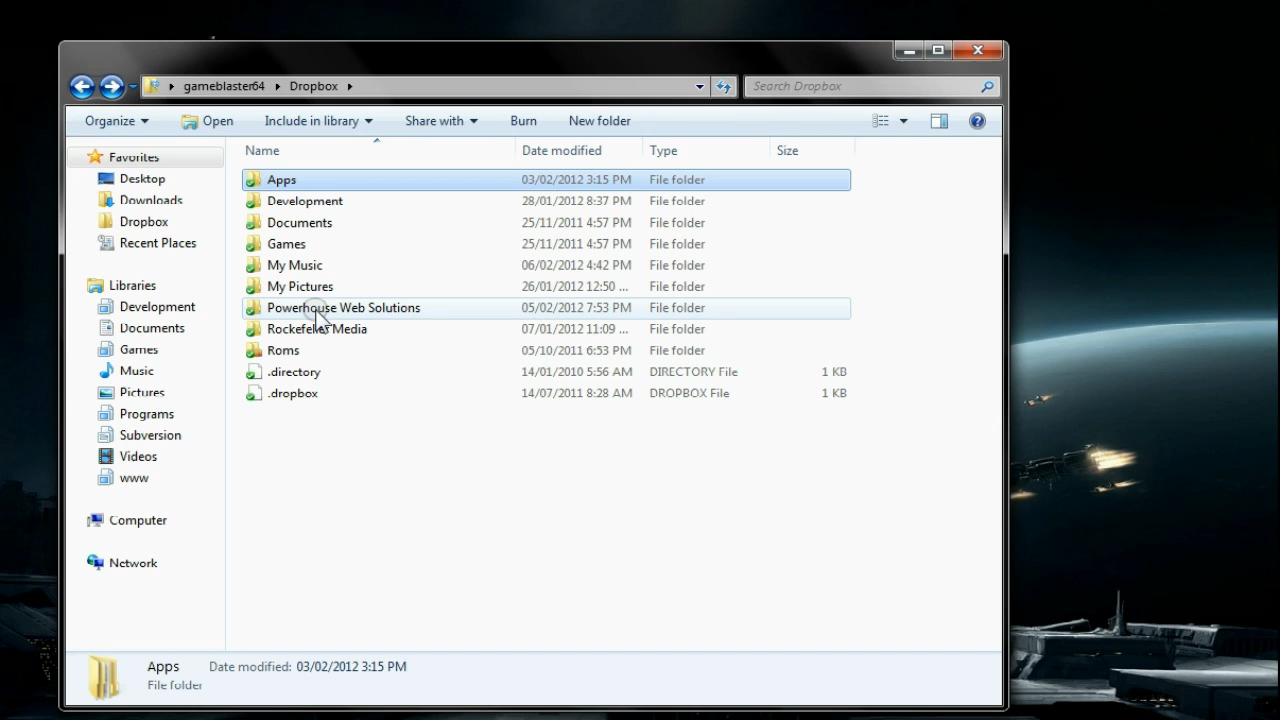 gameblaster64 Dropbox Search Dropbox
Organize Open Include in library Share with Burn New folder
Favorites
Desktop
Downloads
Dropbox
Recent Places
Libraries
Development
Documents
Games
Music
Pictures
Programs
Subversion
Videos
www
Computer
Network
Name Date modified Type Size
Apps 03/02/2012 3:15 PM File folder
Development 28/01/2012 8:37 PM File folder
Documents 25/11/2011 4:57 PM File folder
Games 25/11/2011 4:57 PM File folder
My Music 06/02/2012 4:42 PM File folder
My Pictures 26/01/2012 12:50 ... File folder
Powerhouse Web Solutions 05/02/2012 7:53 PM File folder
Rockefeller Media 07/01/2012 11:09 ... File folder
Roms 05/10/2011 6:53 PM File folder
.directory 14/01/2010 5:56 AM DIRECTORY File 1 KB
.dropbox 14/07/2011 8:28 AM DROPBOX File 1 KB
Apps Date modified: 03/02/2012 3:15 PM
File folder